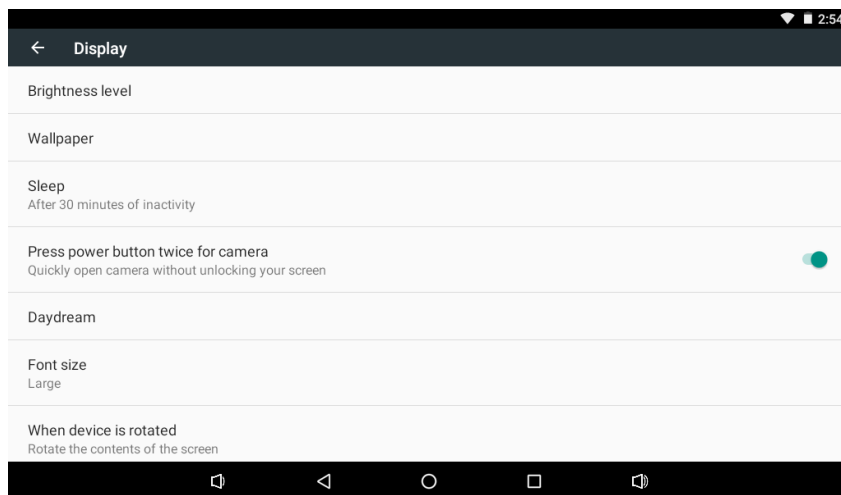 2:54
Display
Brightness level
Wallpaper
Sleep
After 30 minutes of inactivity
Press power button twice for camera
Quickly open camera without unlocking your screen
Daydream
Font size
Large
When device is rotated
Rotate the contents of the screen